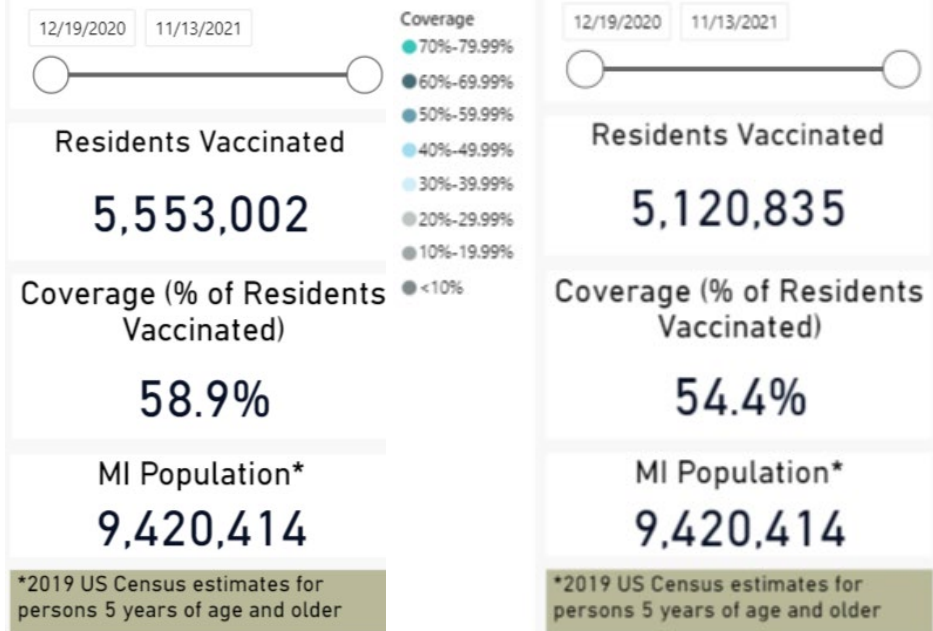 12/19/2020 11/13/2021
Residents Vaccinated
5,553,002
Coverage (% of Residents
Vaccinated)
58.9%
MI Population*
9,420,414
*2019 US Census estimates for
persons 5 years of age and older
Coverage
70%-79.99%
60%-69.99%
50%-59.99%
40%-49.99%
30%-39.99%
20%-29.99%
10%-19.99%
<10%
12/19/2020 11/13/2021
Residents Vaccinated
5,120,835
Coverage (% of Residents
Vaccinated)
54.4%
MI Population*
9,420,414
*2019 US Census estimates for
persons 5 years of age and older